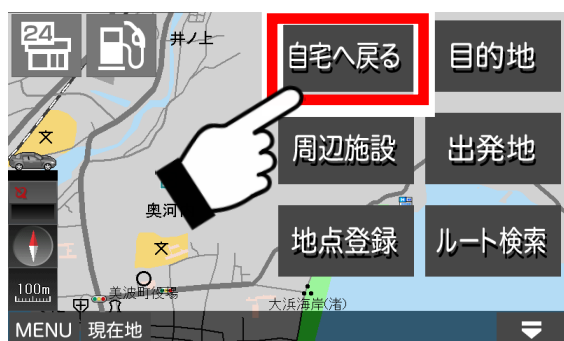 24
井ノ上
自宅へ戻る
目的地
周辺施設
出発地
奥河
地点登録
ルート検索
100m
美波町役場
大浜海岸(渚)
MENU 現在地